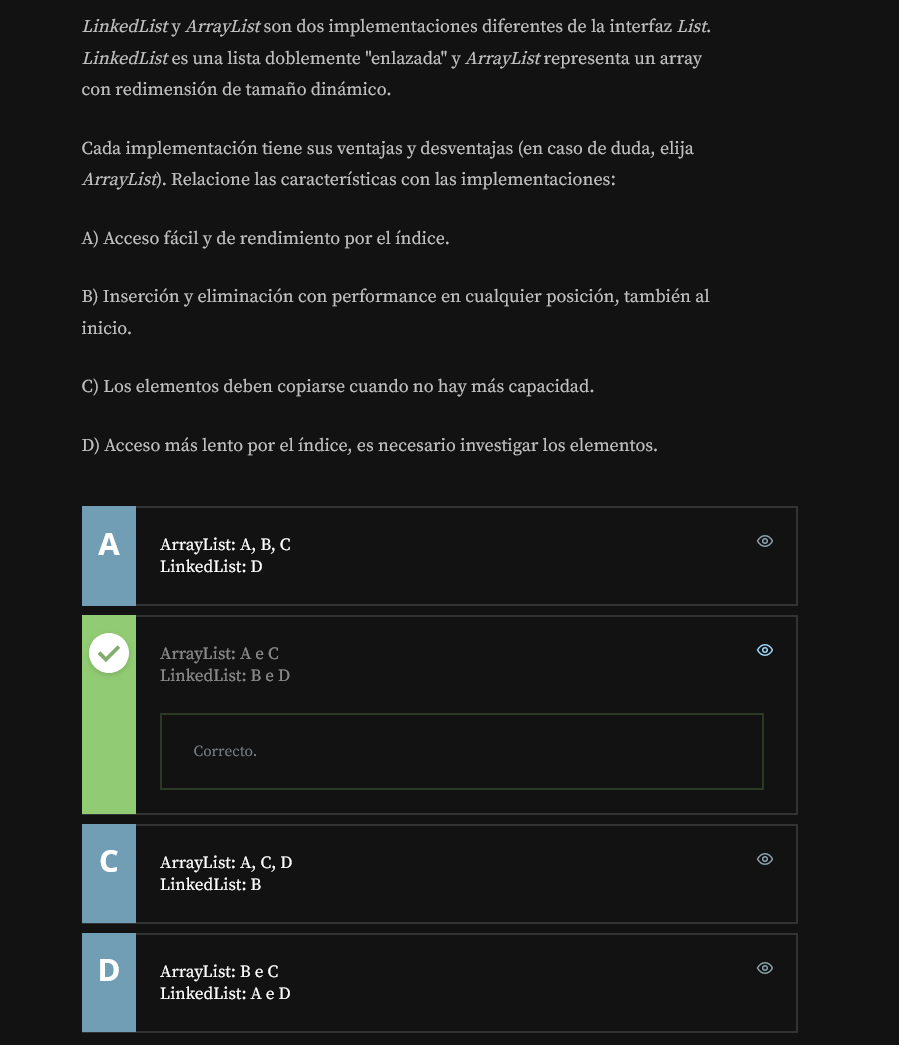 LinkedList y ArrayList son dos implementaciones diferentes de la interfaz List.
LinkedList es una lista doblemente "enlazada" y ArrayList representa un array
con redimensión de tamaño dinámico.
Cada implementación tiene sus ventajas y desventajas (en caso de duda, elija
ArrayList). Relacione las características con las implementaciones:
A) Acceso fácil y de rendimiento por el índice.
B) Inserción y eliminación con performance en cualquier posición, también al
inicio.
C) Los elementos deben copiarse cuando no hay más capacidad.
D) Acceso más lento por el índice, es necesario investigar los elementos.
A
ArrayList: A, B, C
LinkedList: D
ArrayList: A e C
LinkedList: B e D
Correcto.
C
ArrayList: A, C, D
LinkedList: B
D
ArrayList: B e C
LinkedList: A e D